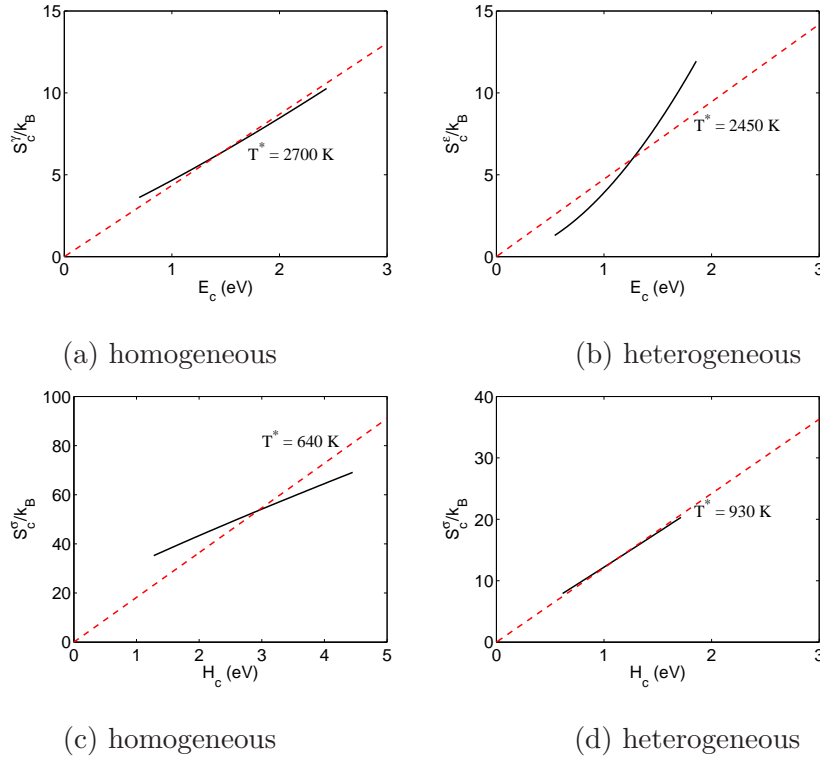 15
10
5
0
0 1 2 3
S_c^γ/k_B
E_c (eV)
T* = 2700 K
(a) homogeneous
15
10
5
0
0 1 2 3
S_c^ε/k_B
E_c (eV)
T* = 2450 K
(b) heterogeneous
100
80
60
40
20
0
0 1 2 3 4 5
S_c^σ/k_B
H_c (eV)
T* = 640 K
(c) homogeneous
40
30
20
10
0
0 1 2 3
S_c^σ/k_B
H_c (eV)
T* = 930 K
(d) heterogeneous